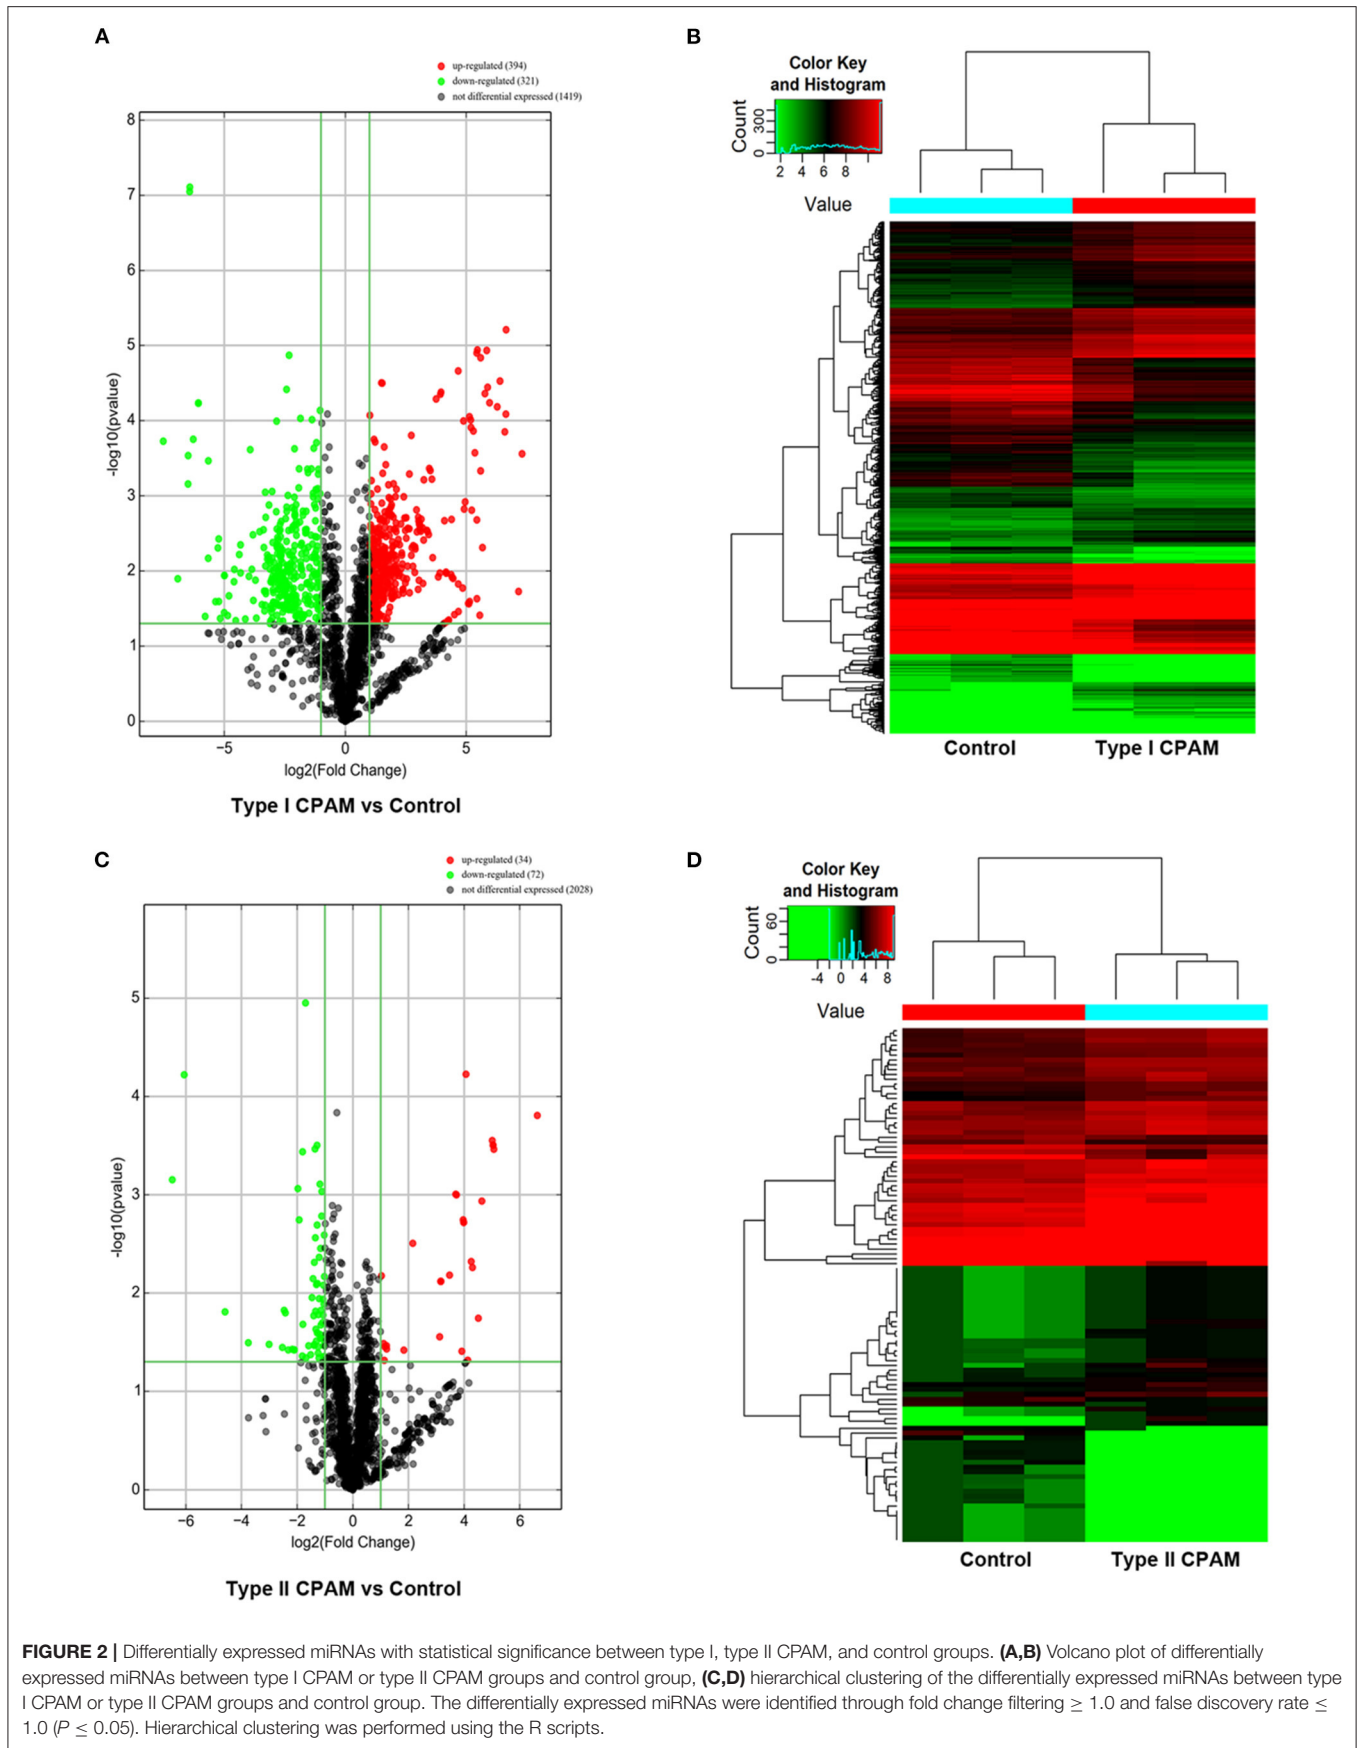 A
up-regulated (394)
down-regulated (321)
not differential expressed (1419)
8
7
6
5
4
3
2
1
0
-log10(pvalue)
−5 0 5
log2(Fold Change)
Type I CPAM vs Control
B
Color Key
and Histogram
Count
0 300
2 4 6 8
Value
Control Type I CPAM
C
up-regulated (34)
down-regulated (72)
not differential expressed (2028)
5
4
3
2
1
0
-log10(pvalue)
−6 −4 −2 0 2 4 6
log2(Fold Change)
Type II CPAM vs Control
D
Color Key
and Histogram
Count
0 60
-4 0 4 8
Value
Control Type II CPAM
FIGURE 2 | Differentially expressed miRNAs with statistical significance between type I, type II CPAM, and control groups. (A,B) Volcano plot of differentially
expressed miRNAs between type I CPAM or type II CPAM groups and control group, (C,D) hierarchical clustering of the differentially expressed miRNAs between type
I CPAM or type II CPAM groups and control group. The differentially expressed miRNAs were identified through fold change filtering ≥ 1.0 and false discovery rate ≤
1.0 (P ≤ 0.05). Hierarchical clustering was performed using the R scripts.